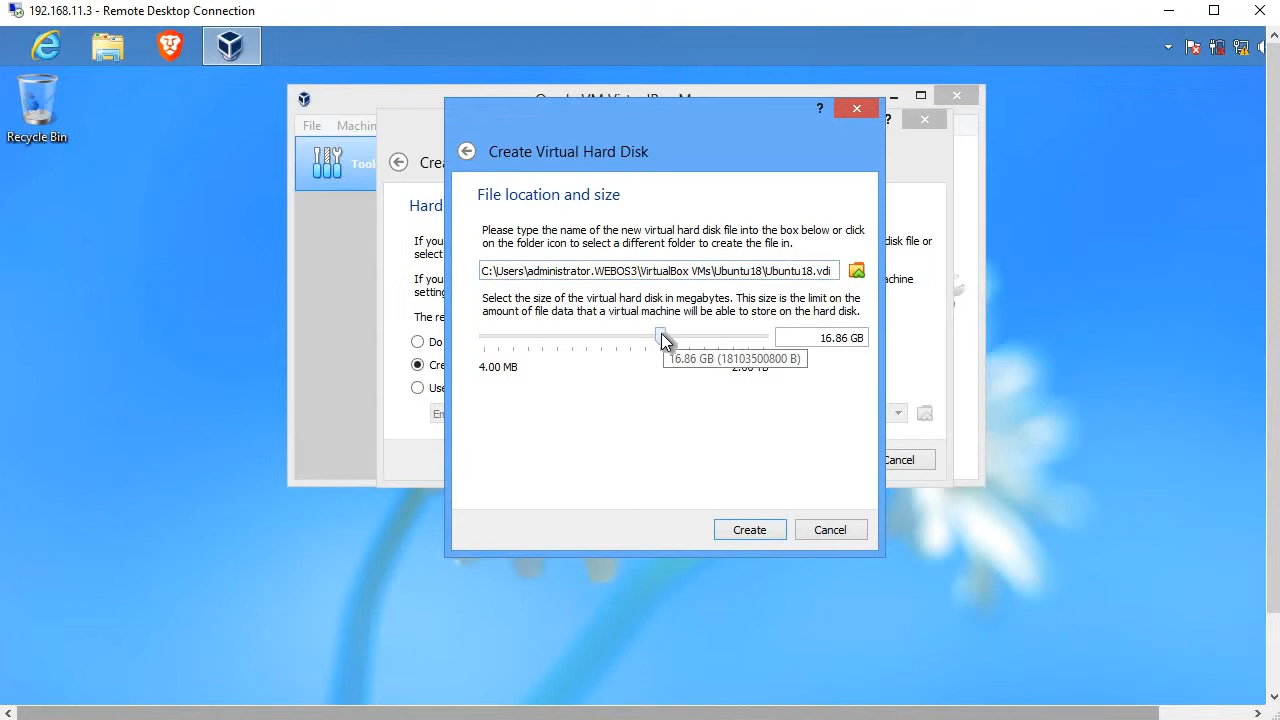 192.168.11.3 - Remote Desktop Connection
Recycle Bin
File Machin
?
Create Virtual Hard Disk
File location and size
Please type the name of the new virtual hard disk file into the box below or click
on the folder icon to select a different folder to create the file in.
C:\Users\administrator.WEBOS3\VirtualBox VMs\Ubuntu18\Ubuntu18.vdi
Select the size of the virtual hard disk in megabytes. This size is the limit on the
amount of file data that a virtual machine will be able to store on the hard disk.
16.86 GB
16.86 GB (18103500800 B)
4.00 MB
Create
Cancel
?
Tool
Crea
Hard
If you
disk file or
select
If you
achine
setting
The re
Do
Cre
Use
Em
Cancel